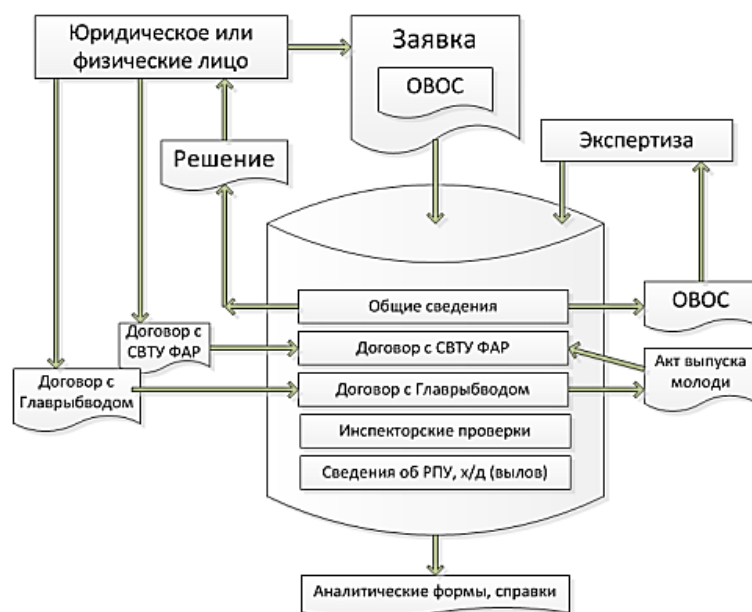 Юридическое или
физические лицо
Заявка
ОВОС
Решение
Экспертиза
Общие сведения
ОВОС
Договор с
СВТУ ФАР
Договор с СВТУ ФАР
Акт выпуска
молоди
Договор с
Главрыбводом
Договор с Главрыбводом
Инспекторские проверки
Сведения об РПУ, х/д (вылов)
Аналитические формы, справки